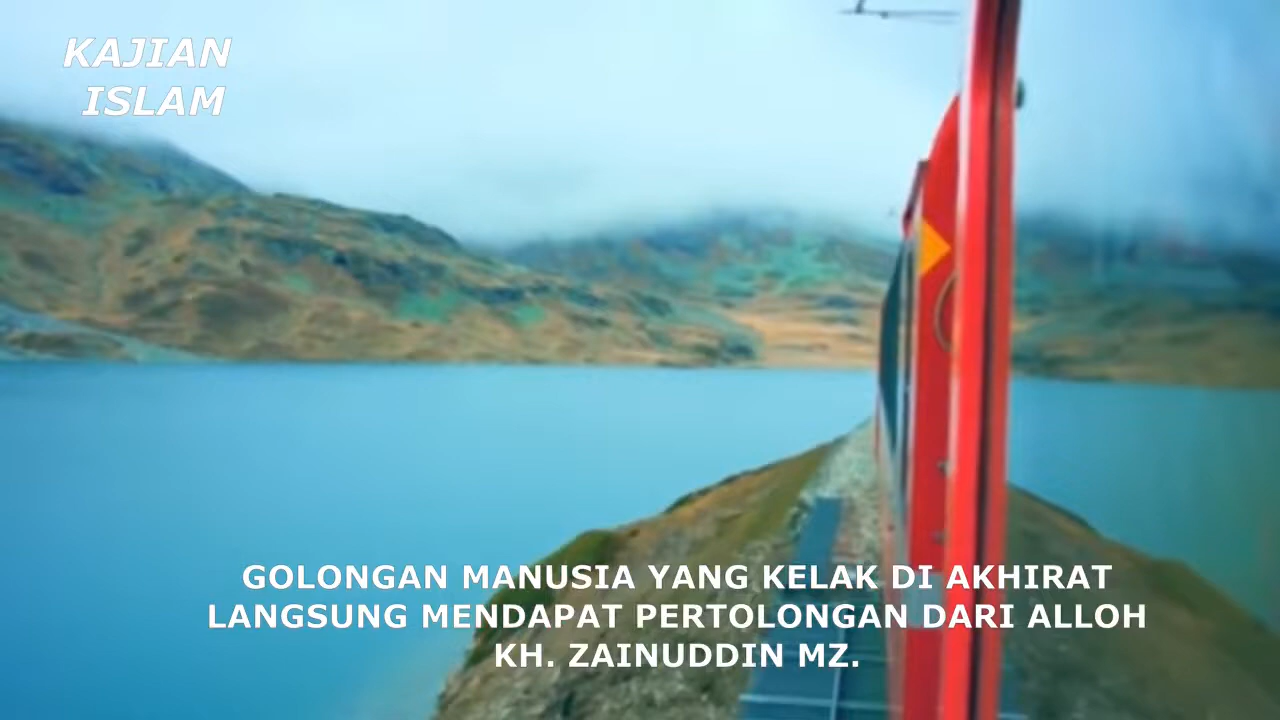 KAJIAN
ISLAM
GOLONGAN MANUSIA YANG KELAK DI AKHIRAT
LANGSUNG MENDAPAT PERTOLONGAN DARI ALLOH
KH. ZAINUDDIN MZ.